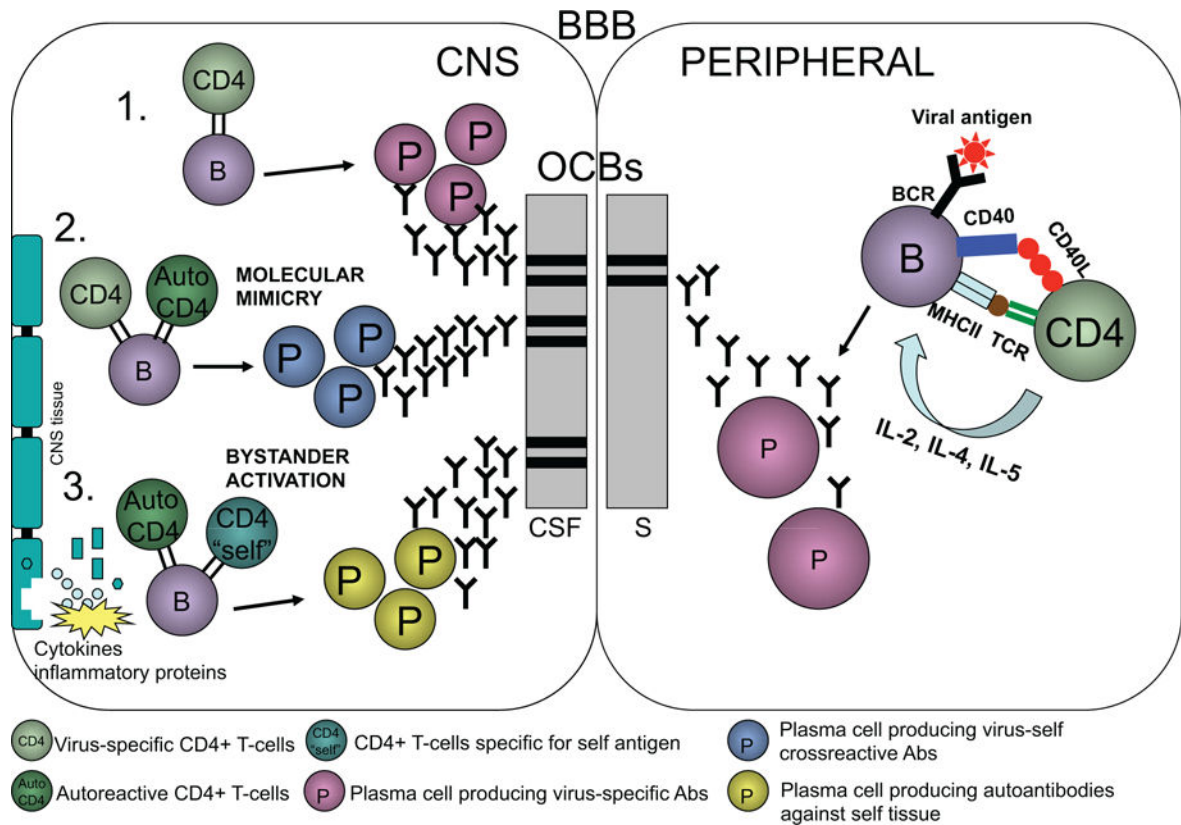 BBB
CNS
PERIPHERAL
1.
CD4
B
P
P
P
OCBs
Viral antigen
BCR
CD40
CD40L
B
MHCII
TCR
CD4
IL-2, IL-4, IL-5
P
P
2.
CD4
Auto
CD4
B
MOLECULAR
MIMICRY
P
P
P
CNS tissue
3.
Auto
CD4
CD4
“self”
B
BYSTANDER
ACTIVATION
P
P
P
CSF
S
Cytokines
inflammatory proteins
CD4
Virus-specific CD4+ T-cells
CD4
“self”
CD4+ T-cells specific for self antigen
P
Plasma cell producing virus-self
crossreactive Abs
Auto
CD4
Autoreactive CD4+ T-cells
P
Plasma cell producing virus-specific Abs
P
Plasma cell producing autoantibodies
against self tissue